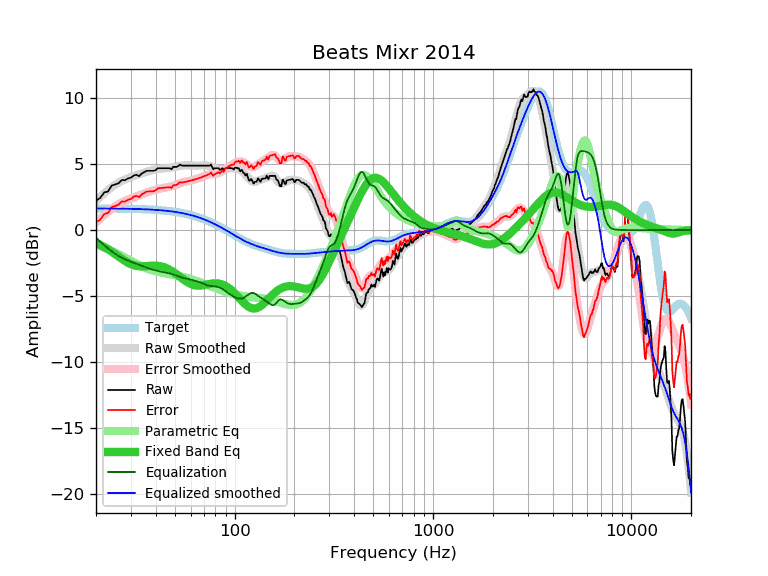 Beats Mixr 2014
10
5
0
−5
−10
−15
−20
Amplitude (dBr)
Target
Raw Smoothed
Error Smoothed
Raw
Error
Parametric Eq
Fixed Band Eq
Equalization
Equalized smoothed
100
1000
10000
Frequency (Hz)